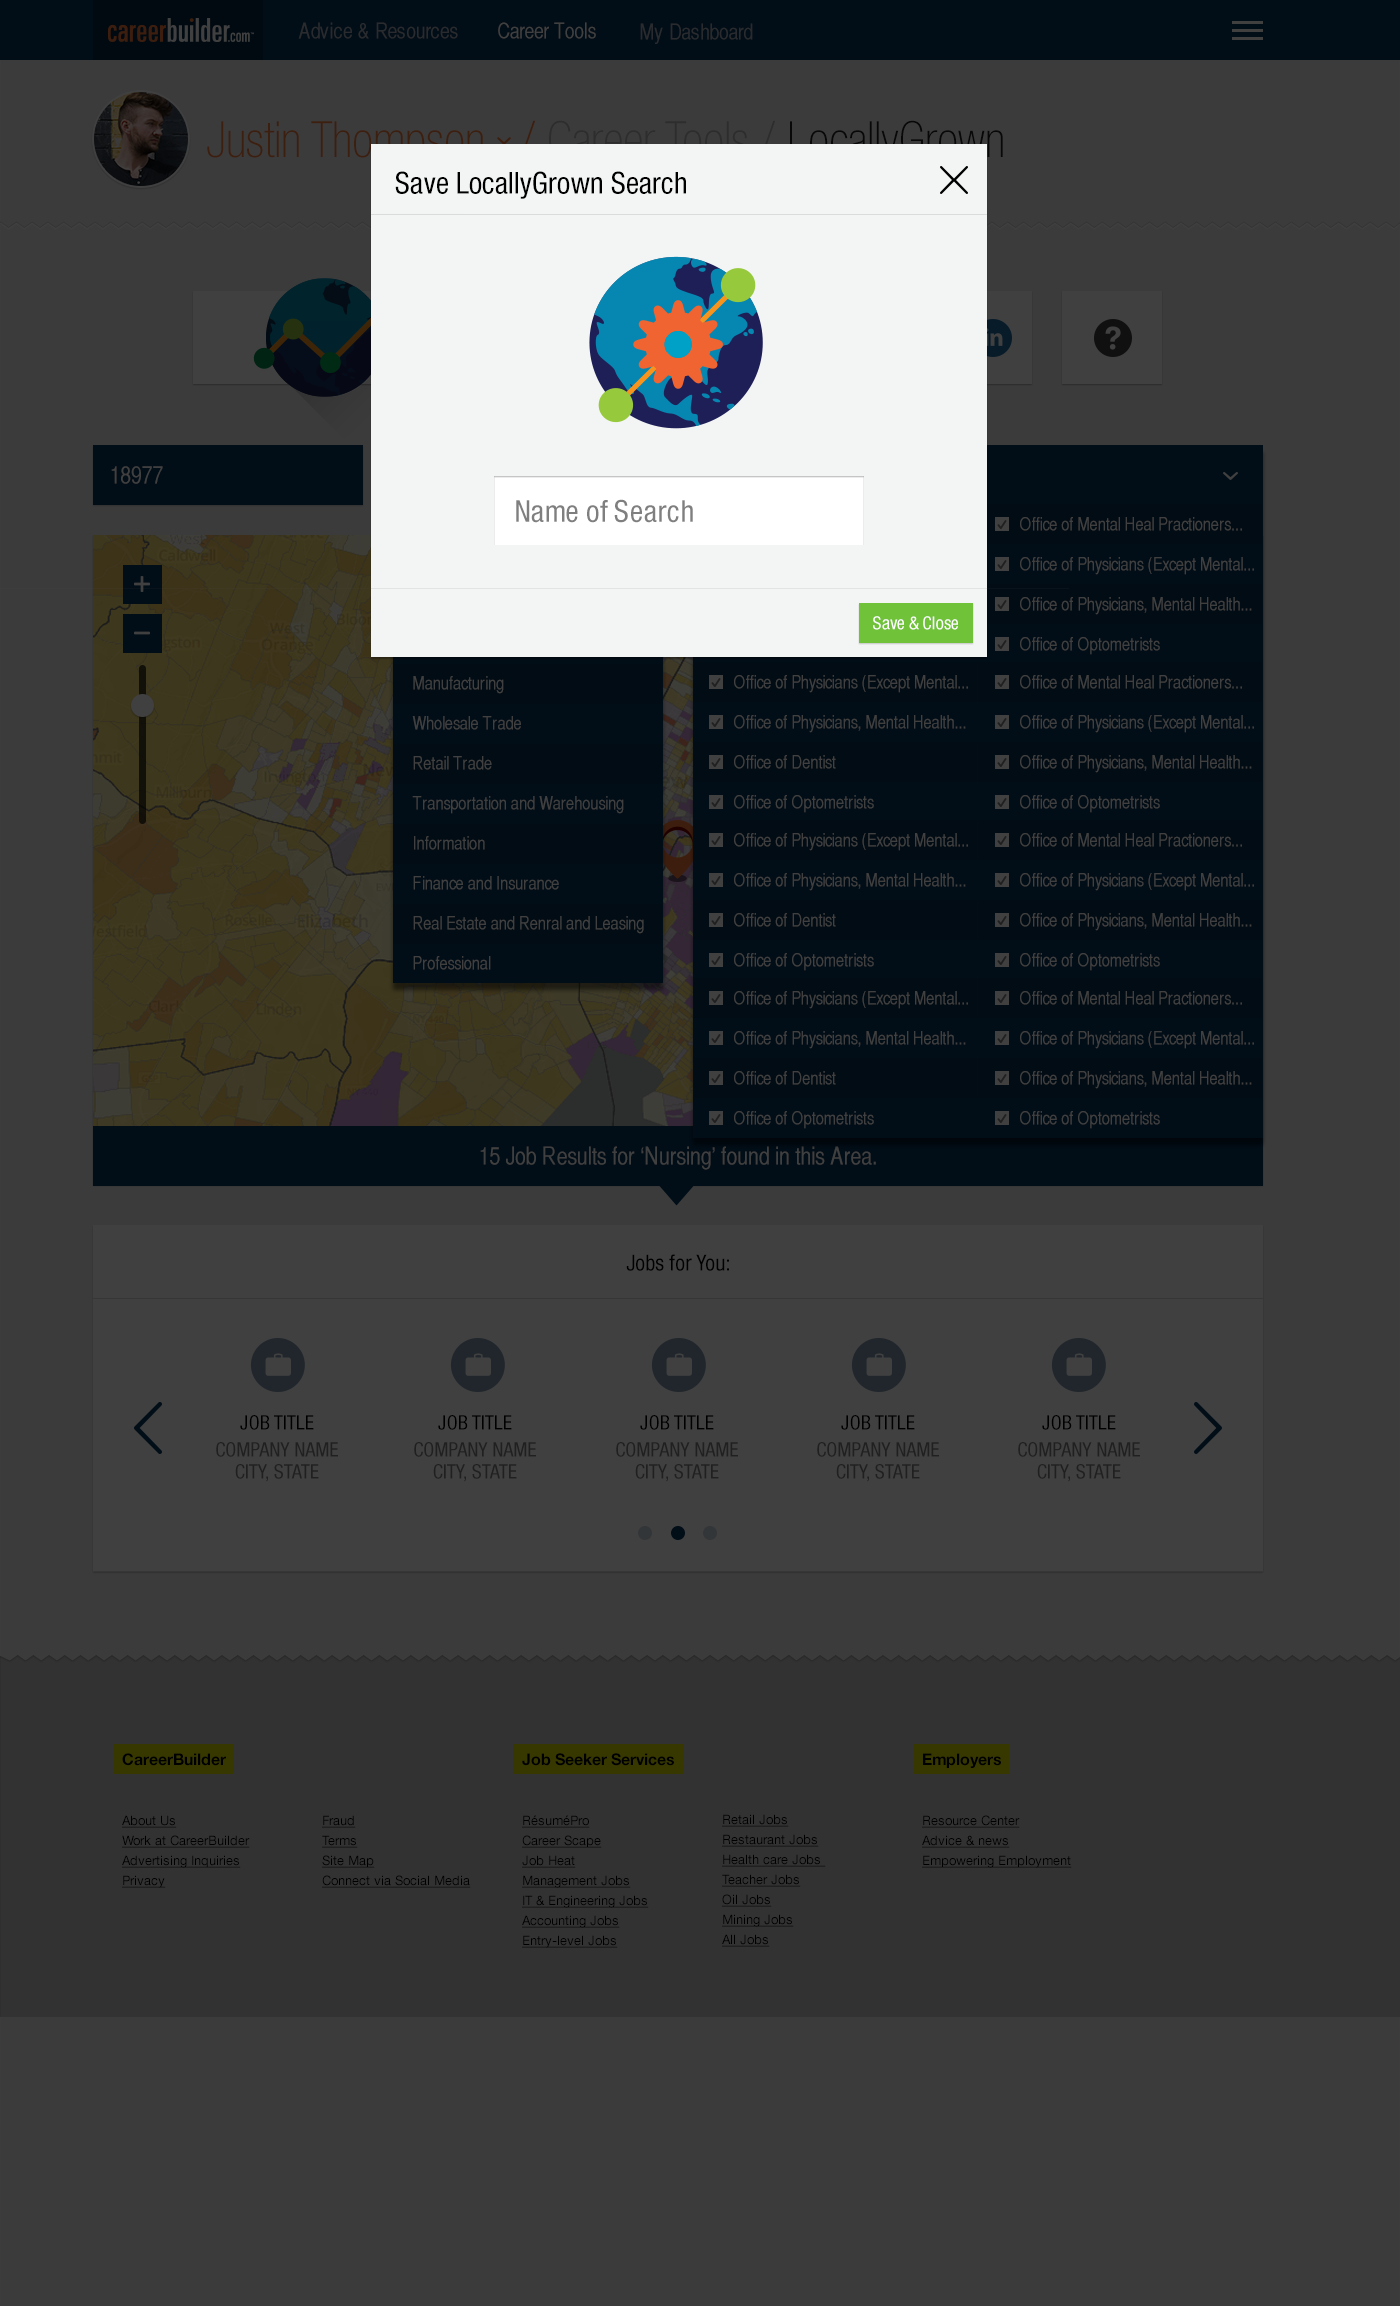 careerbuilder.com
Advice & Resources
Career Tools
My Dashboard
Justin Thompson / Career Tools / LocallyGrown
Save LocallyGrown Search
in
?
18977
Name of Search
Save & Close
West
Caldwell
West
Orange
Irvington
Millburn
Roselle
Elizabeth
Clark
Linden
Manufacturing
Wholesale Trade
Retail Trade
Transportation and Warehousing
Information
Finance and Insurance
Real Estate and Renral and Leasing
Professional
Office of Physicians (Except Mental...
Office of Physicians, Mental Health...
Office of Dentist
Office of Optometrists
Office of Physicians (Except Mental...
Office of Physicians, Mental Health...
Office of Dentist
Office of Optometrists
Office of Physicians (Except Mental...
Office of Physicians, Mental Health...
Office of Dentist
Office of Optometrists
Office of Mental Heal Practioners...
Office of Physicians (Except Mental...
Office of Physicians, Mental Health...
Office of Optometrists
Office of Mental Heal Practioners...
Office of Physicians (Except Mental...
Office of Physicians, Mental Health...
Office of Optometrists
Office of Mental Heal Practioners...
Office of Physicians (Except Mental...
Office of Physicians, Mental Health...
Office of Optometrists
Office of Mental Heal Practioners...
Office of Physicians (Except Mental...
Office of Physicians, Mental Health...
Office of Optometrists
15 Job Results for ‘Nursing’ found in this Area.
Jobs for You:
JOB TITLE
COMPANY NAME
CITY, STATE
JOB TITLE
COMPANY NAME
CITY, STATE
JOB TITLE
COMPANY NAME
CITY, STATE
JOB TITLE
COMPANY NAME
CITY, STATE
JOB TITLE
COMPANY NAME
CITY, STATE
CareerBuilder
About Us
Work at CareerBuilder
Advertising Inquiries
Privacy
Fraud
Terms
Site Map
Connect via Social Media
Job Seeker Services
RésuméPro
Career Scape
Job Heat
Management Jobs
IT & Engineering Jobs
Accounting Jobs
Entry-level Jobs
Retail Jobs
Restaurant Jobs
Health care Jobs
Teacher Jobs
Oil Jobs
Mining Jobs
All Jobs
Employers
Resource Center
Advice & news
Empowering Employment